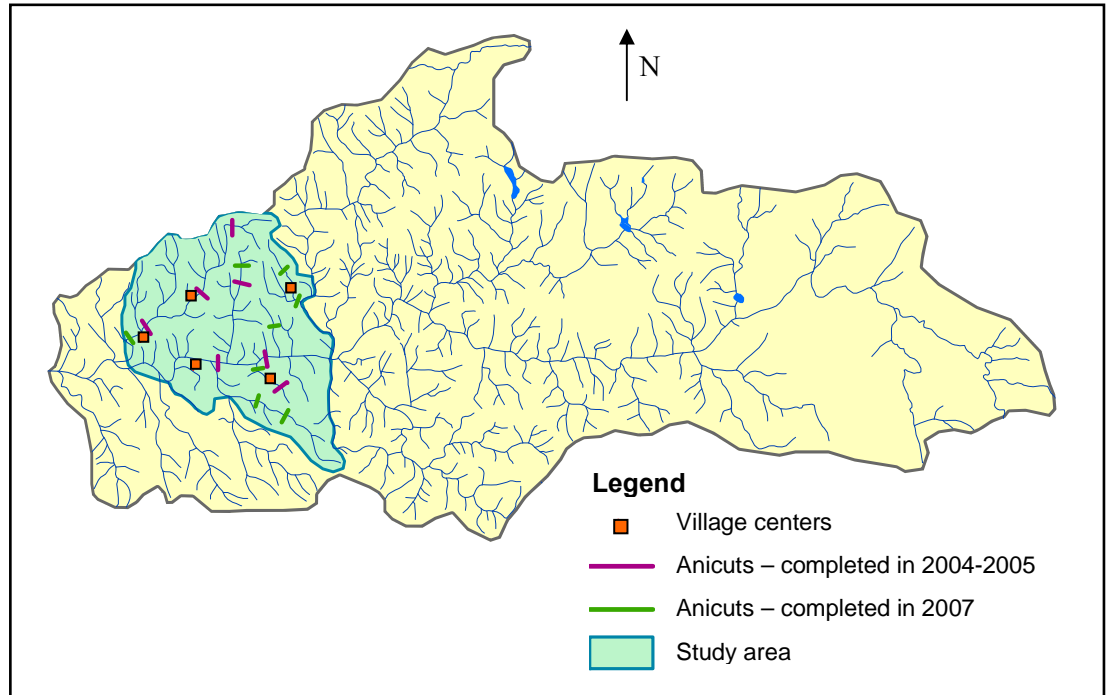 N
Legend
Village centers
Anicuts – completed in 2004-2005
Anicuts – completed in 2007
Study area